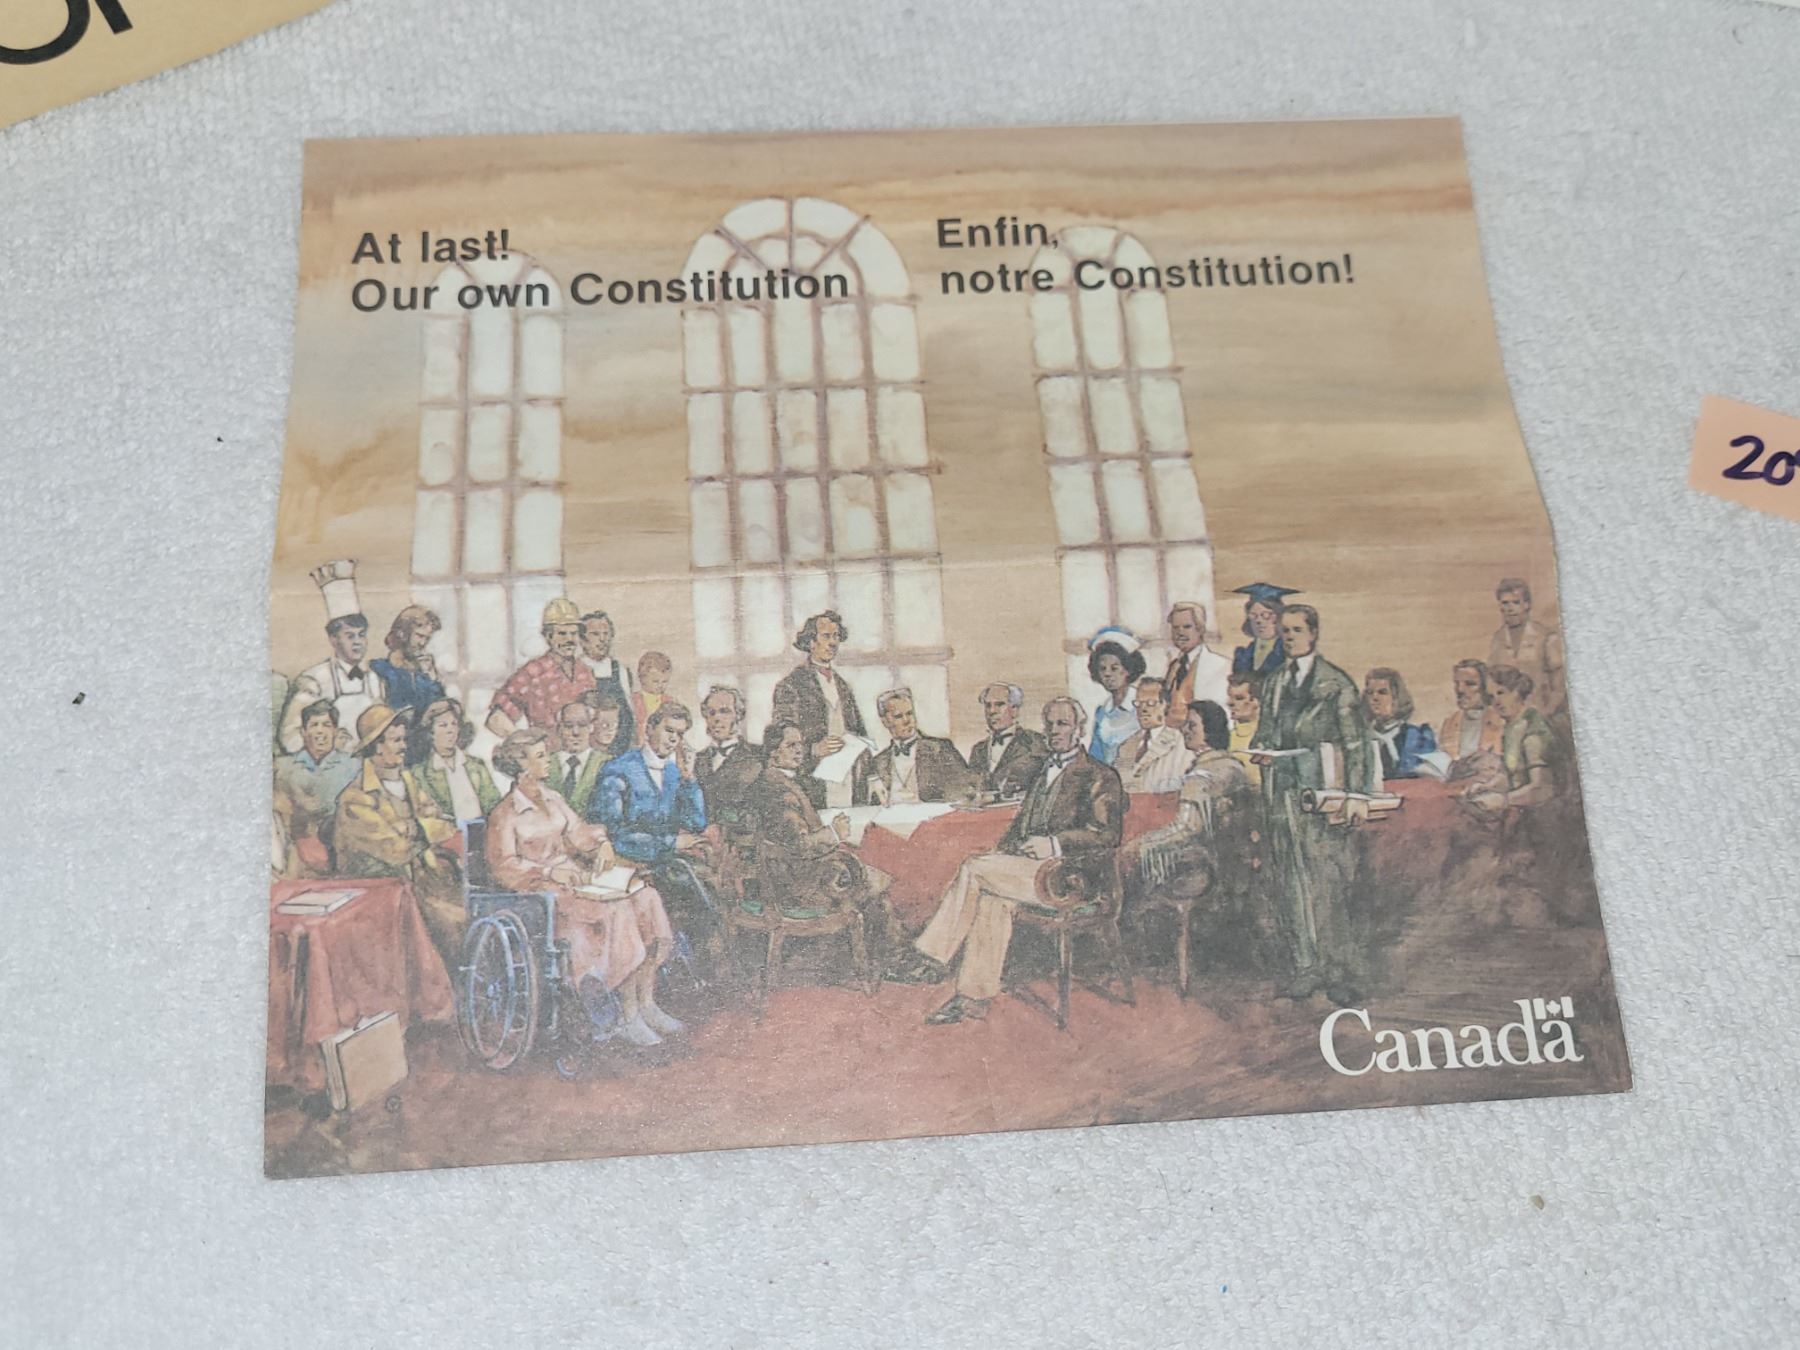 At last!
Our own Constitution
Enfin,
notre Constitution!
Canada